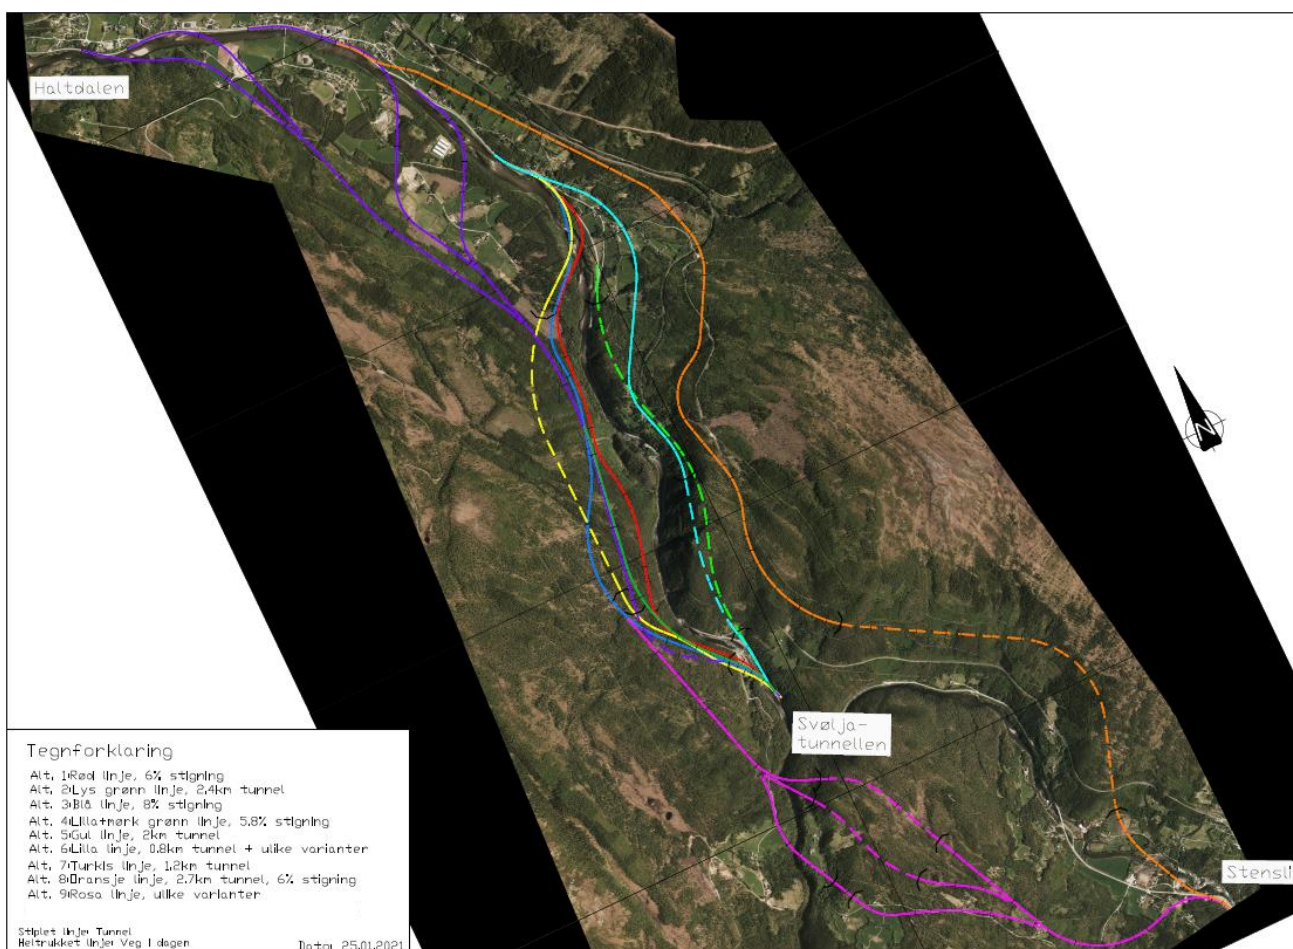 Haltdalen
N
Svølja-
tunnellen
Stensli
Tegnforklaring
Alt. 1:Rød linje, 6% stigning
Alt. 2:Lys grønn linje, 2.4km tunnel
Alt. 3:Blå linje, 8% stigning
Alt. 4:Lilla+mørk grønn linje, 5.8% stigning
Alt. 5:Gul linje, 2km tunnel
Alt. 6:Lilla linje, 0.8km tunnel + ulike varianter
Alt. 7:Turkis linje, 1.2km tunnel
Alt. 8:Oransje linje, 2.7km tunnel, 6% stigning
Alt. 9:Rosa linje, ulike varianter
Stiplet linje: Tunnel
Heltrukket linje: Veg i dagen
Dato: 25.01.2021